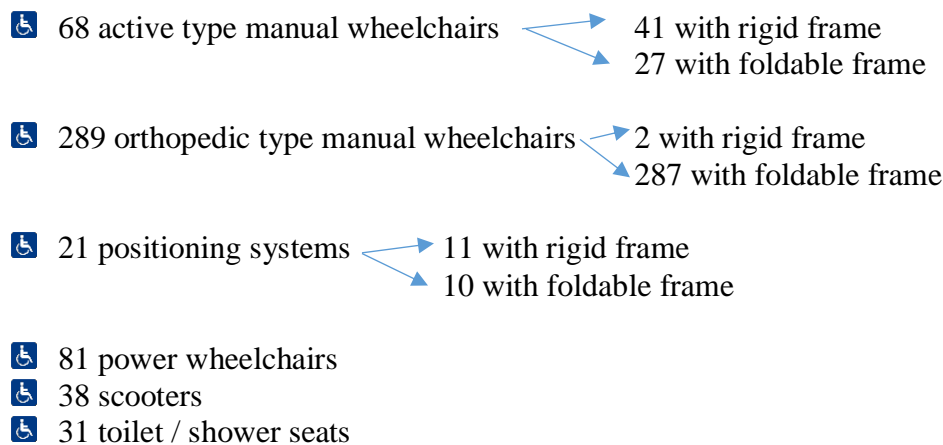 68 active type manual wheelchairs 41 with rigid frame
27 with foldable frame
289 orthopedic type manual wheelchairs 2 with rigid frame
287 with foldable frame
21 positioning systems 11 with rigid frame
10 with foldable frame
81 power wheelchairs
38 scooters
31 toilet / shower seats